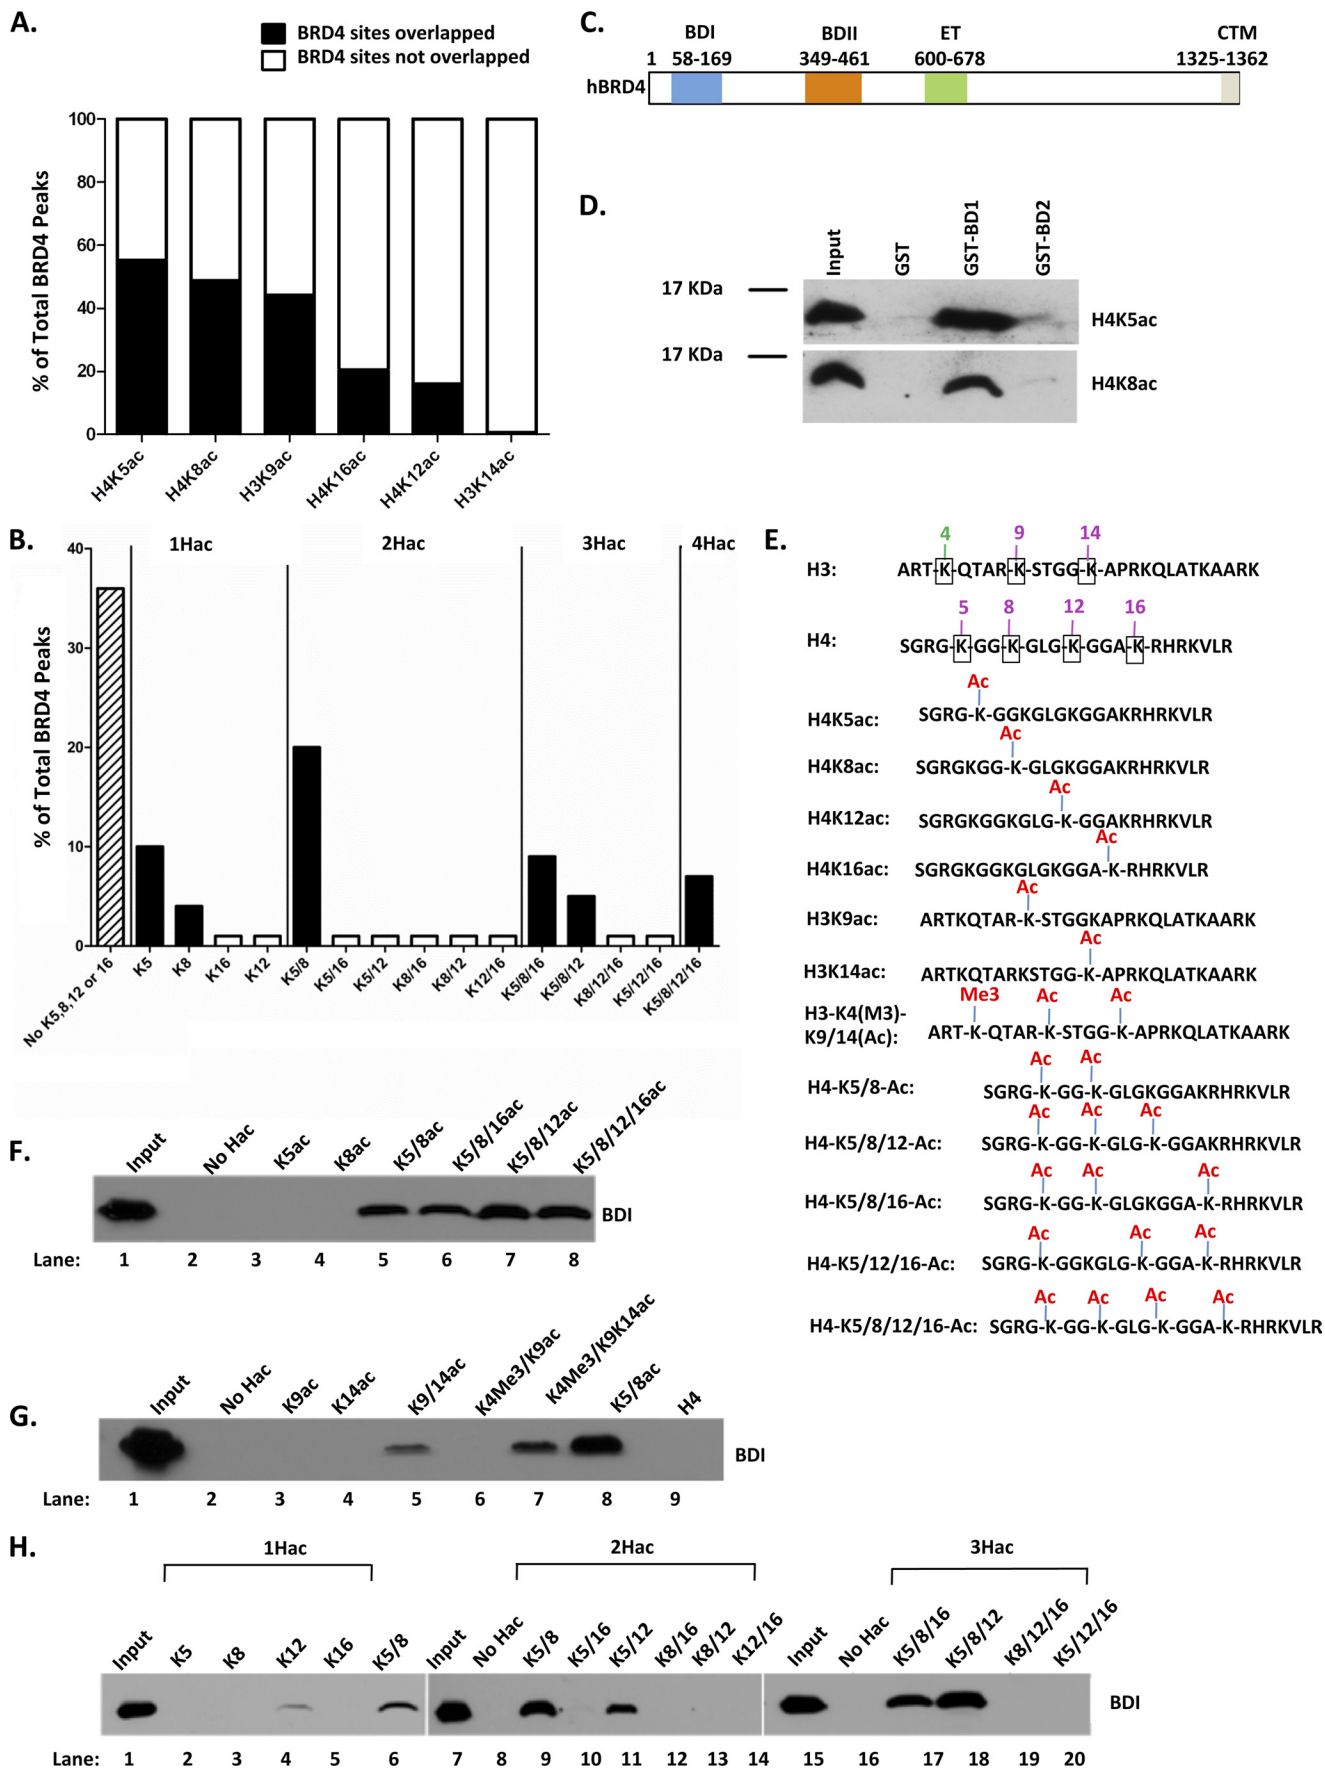 A.
BRD4 sites overlapped
BRD4 sites not overlapped
% of Total BRD4 Peaks
100
80
60
40
20
0
H4K5ac
H4K8ac
H3K9ac
H4K16ac
H4K12ac
H3K14ac
B.
1Hac
2Hac
3Hac
4Hac
% of Total BRD4 Peaks
40
30
20
10
0
No K5,8,12 or 16
K5
K8
K16
K12
K5/8
K5/16
K5/12
K8/16
K8/12
K12/16
K5/8/16
K5/8/12
K8/12/16
K5/12/16
K5/8/12/16
C.
BDI BDII ET CTM
1 58-169 349-461 600-678 1325-1362
hBRD4
D.
Input
GST
GST-BD1
GST-BD2
17 KDa
H4K5ac
17 KDa
H4K8ac
E.
4 9 14
H3: ART-K-QTAR-K-STGG-K-APRKQLATKAARK
5 8 12 16
H4: SGRG-K-GG-K-GLG-K-GGA-K-RHRKVLR
Ac
H4K5ac: SGRG-K-GGKGLGKGGAKRHRKVLR
Ac
H4K8ac: SGRGKGG-K-GLGKGGAKRHRKVLR
Ac
H4K12ac: SGRGKGGKGLG-K-GGAKRHRKVLR
Ac
H4K16ac: SGRGKGGKGLGKGGA-K-RHRKVLR
Ac
H3K9ac: ARTKQTAR-K-STGGKAPRKQLATKAARK
Ac
H3K14ac: ARTKQTARKSTGG-K-APRKQLATKAARK
Me3 Ac Ac
H3-K4(M3)-
K9/14(Ac): ART-K-QTAR-K-STGG-K-APRKQLATKAARK
Ac Ac
H4-K5/8-Ac: SGRG-K-GG-K-GLGKGGAKRHRKVLR
Ac Ac Ac
H4-K5/8/12-Ac: SGRG-K-GG-K-GLG-K-GGAKRHRKVLR
Ac Ac Ac
H4-K5/8/16-Ac: SGRG-K-GG-K-GLGKGGA-K-RHRKVLR
Ac Ac Ac
H4-K5/12/16-Ac: SGRG-K-GGKGLG-K-GGA-K-RHRKVLR
Ac Ac Ac Ac
H4-K5/8/12/16-Ac: SGRG-K-GG-K-GLG-K-GGA-K-RHRKVLR
F.
Input
No Hac
K5ac
K8ac
K5/8ac
K5/8/16ac
K5/8/12ac
K5/8/12/16ac
BDI
Lane: 1 2 3 4 5 6 7 8
G.
Input
No Hac
K9ac
K14ac
K9/14ac
K4Me3/K9ac
K4Me3/K9K14ac
K5/8ac
H4
BDI
Lane: 1 2 3 4 5 6 7 8 9
H.
1Hac
2Hac
3Hac
Input
K5
K8
K12
K16
K5/8
Input
No Hac
K5/8
K5/16
K5/12
K8/16
K8/12
K12/16
Input
No Hac
K5/8/16
K5/8/12
K8/12/16
K5/12/16
BDI
Lane: 1 2 3 4 5 6 7 8 9 10 11 12 13 14 15 16 17 18 19 20